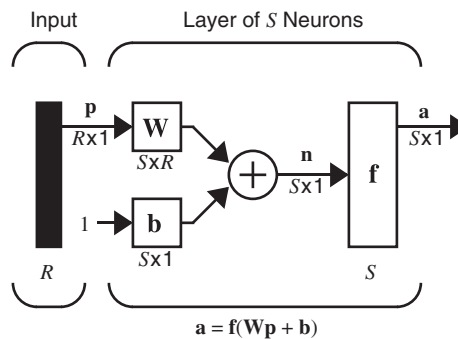 Input
Layer of S Neurons
p
W
a
Rx1
Sx1
SxR
n
f
Sx1
1
b
Sx1
R
S
a = f(Wp + b)